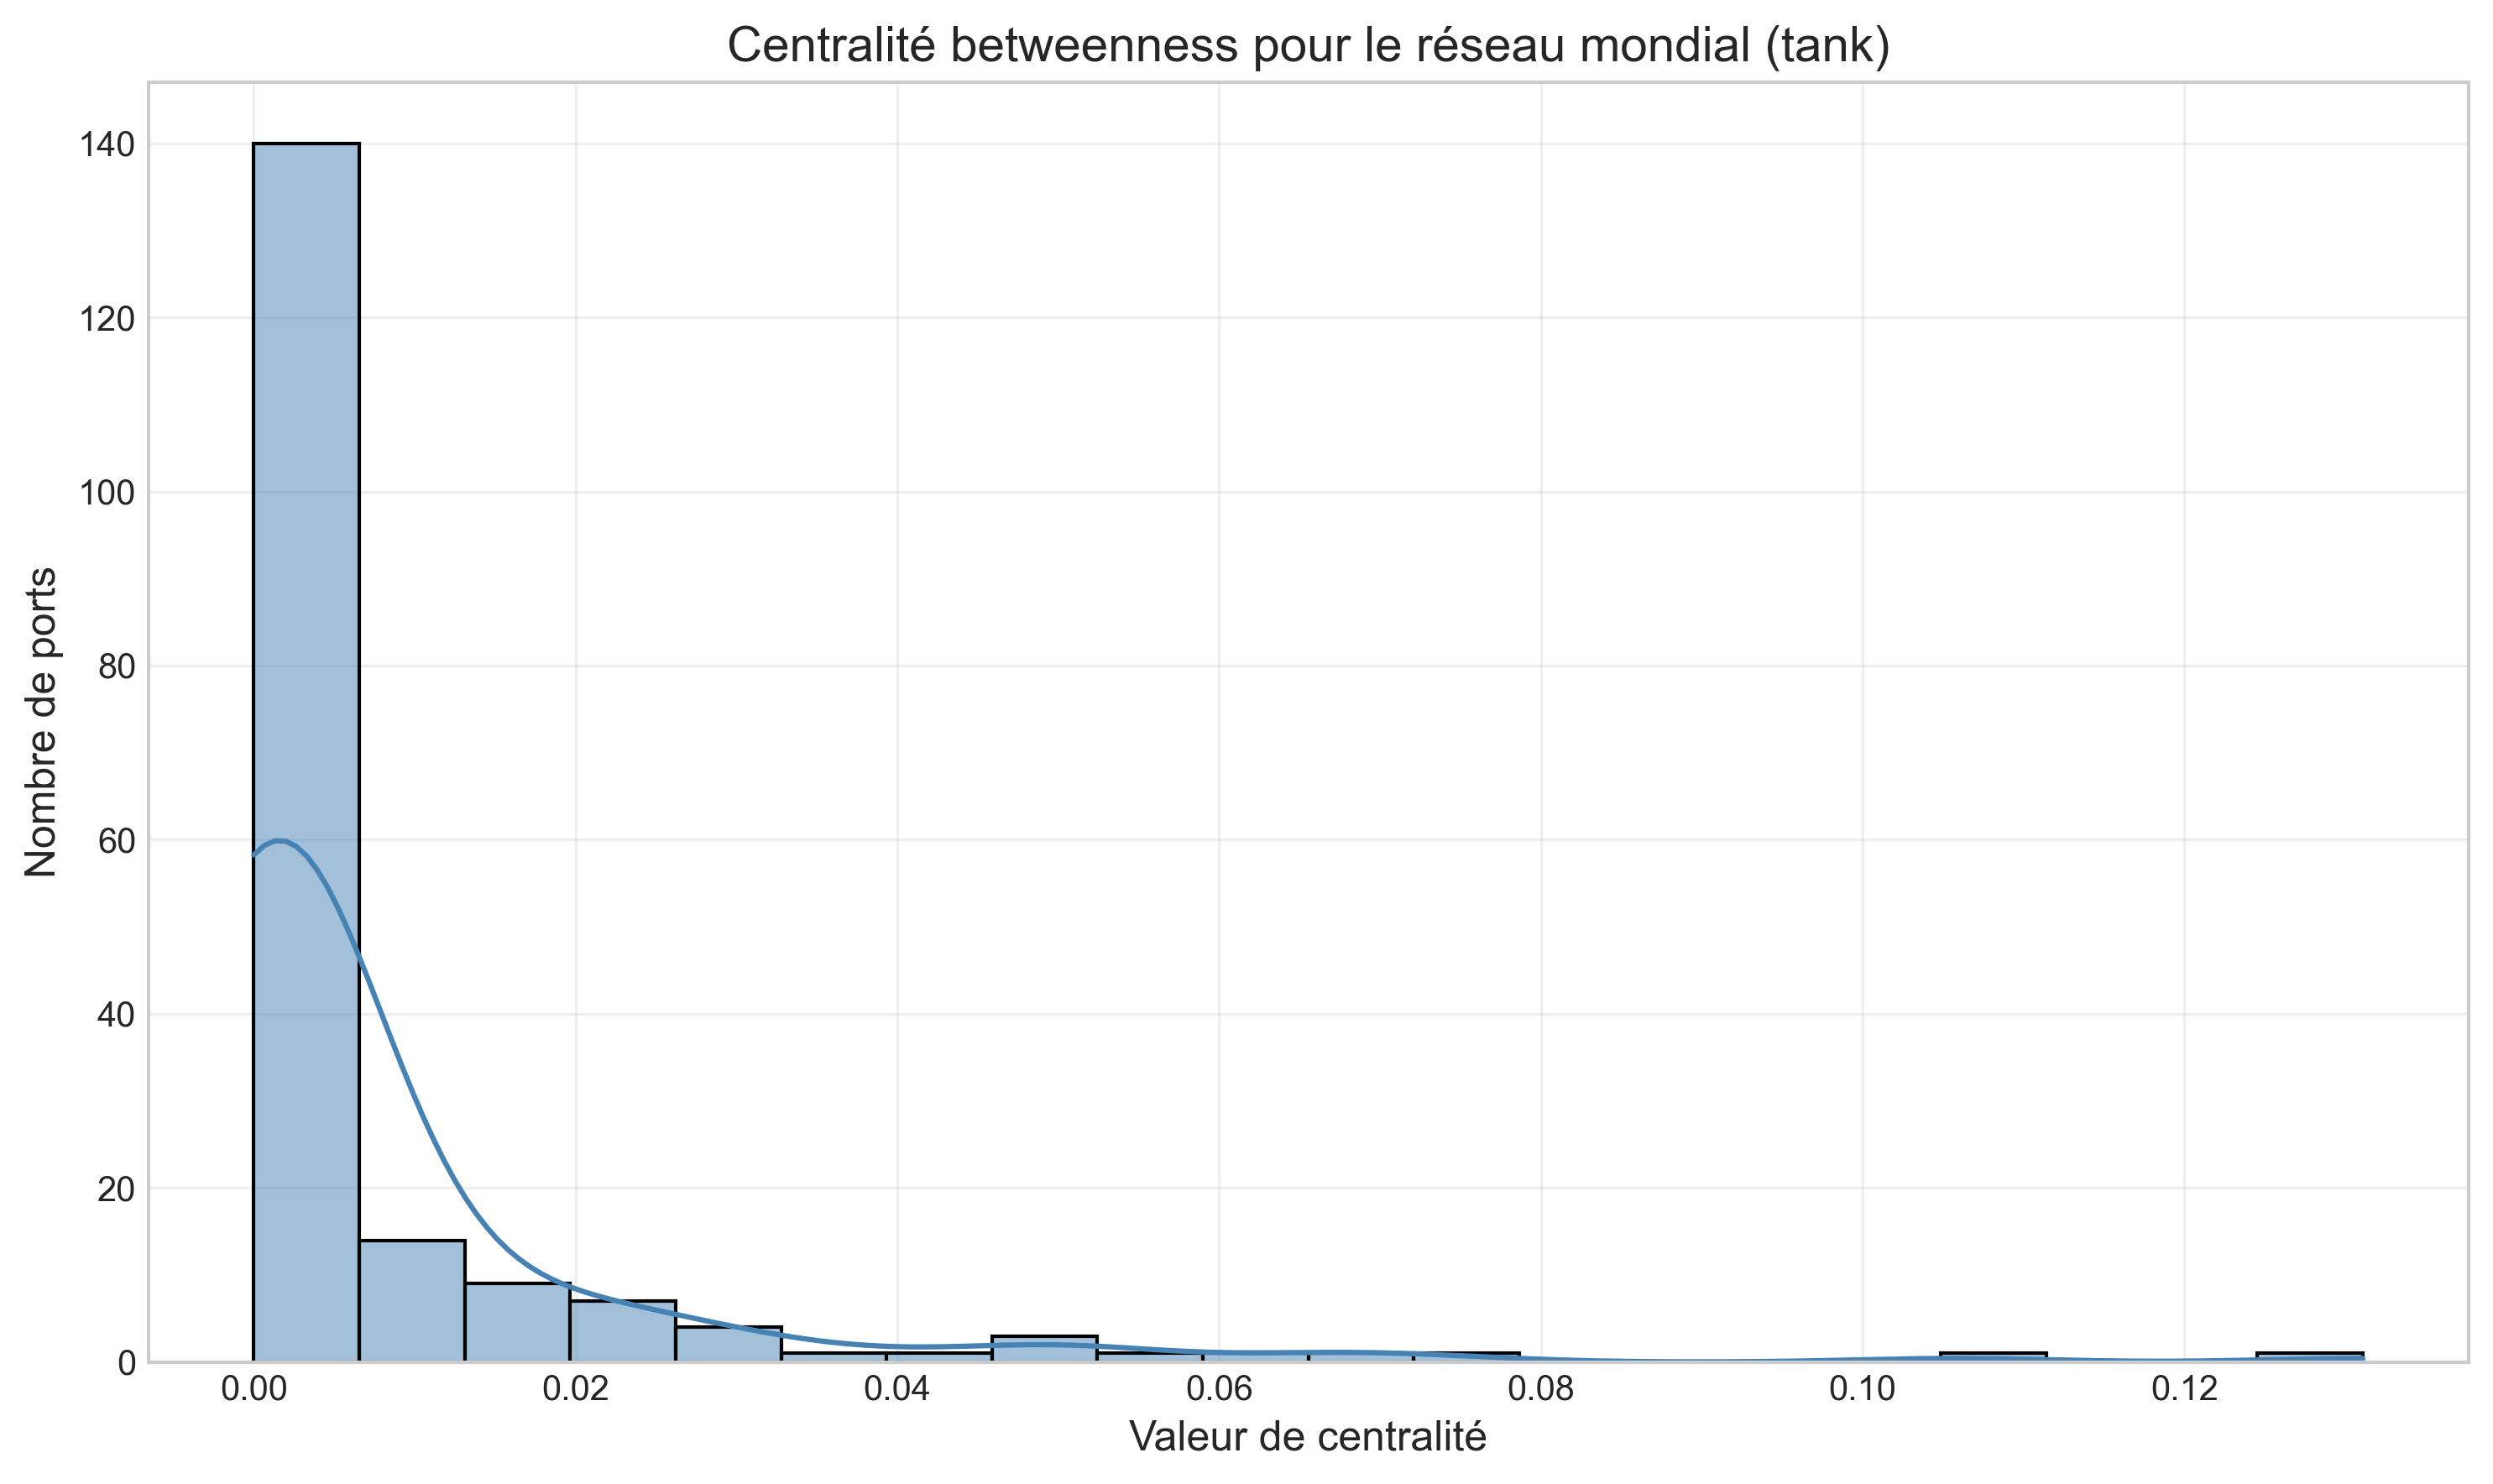 Centralité betweenness pour le réseau mondial (tank)
Nombre de ports
140
120
100
80
60
40
20
0
0.00 0.02 0.04 0.06 0.08 0.10 0.12
Valeur de centralité